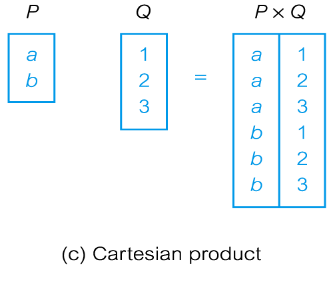 P Q P × Q
a 1 a 1
b 2 = a 2
3 a 3
b 1
b 2
b 3
(c) Cartesian product